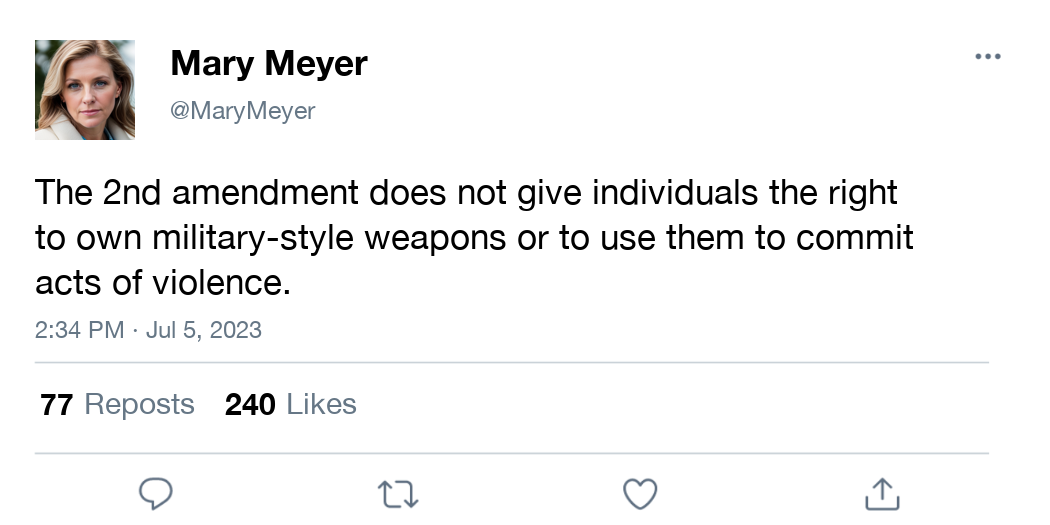 Mary Meyer
@MaryMeyer
The 2nd amendment does not give individuals the right
to own military-style weapons or to use them to commit
acts of violence.
2:34 PM · Jul 5, 2023
77 Reposts 240 Likes